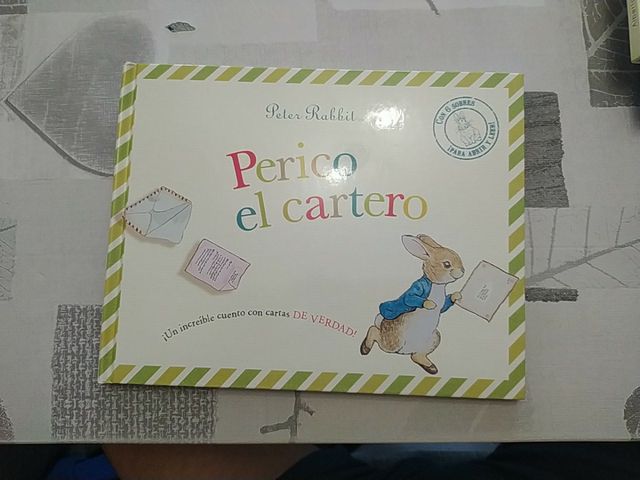 Peter Rabbit
CON 6 SOBRES
¡PARA ABRIR Y LEER!
Perico
el cartero
¡Un increíble cuento con cartas DE VERDAD!